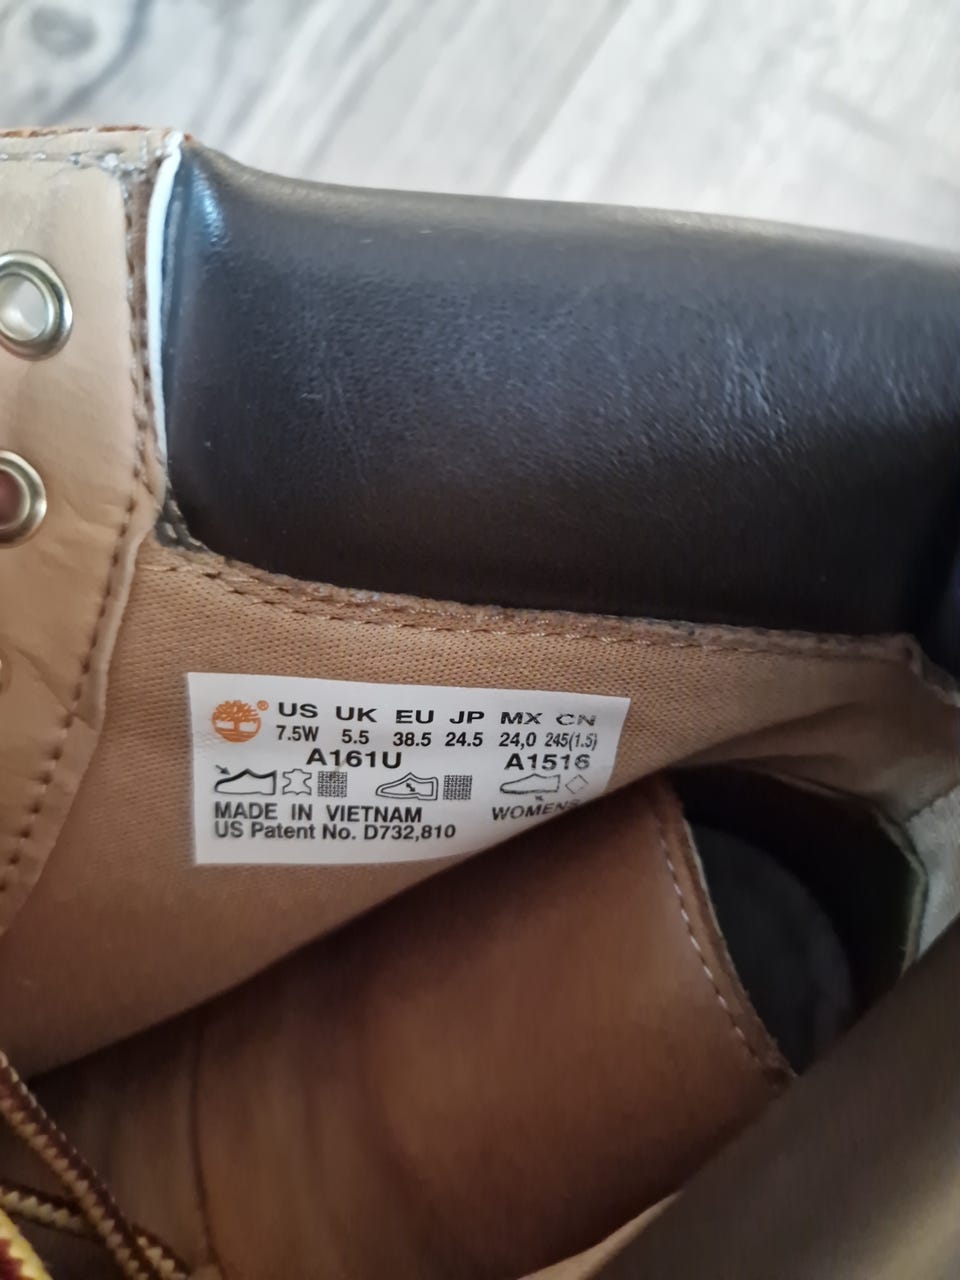 ® US UK EU JP MX CN
7.5W 5.5 38.5 24.5 24,0 245(1.5)
A161U A1516
MADE IN VIETNAM WOMENS
US Patent No. D732,810